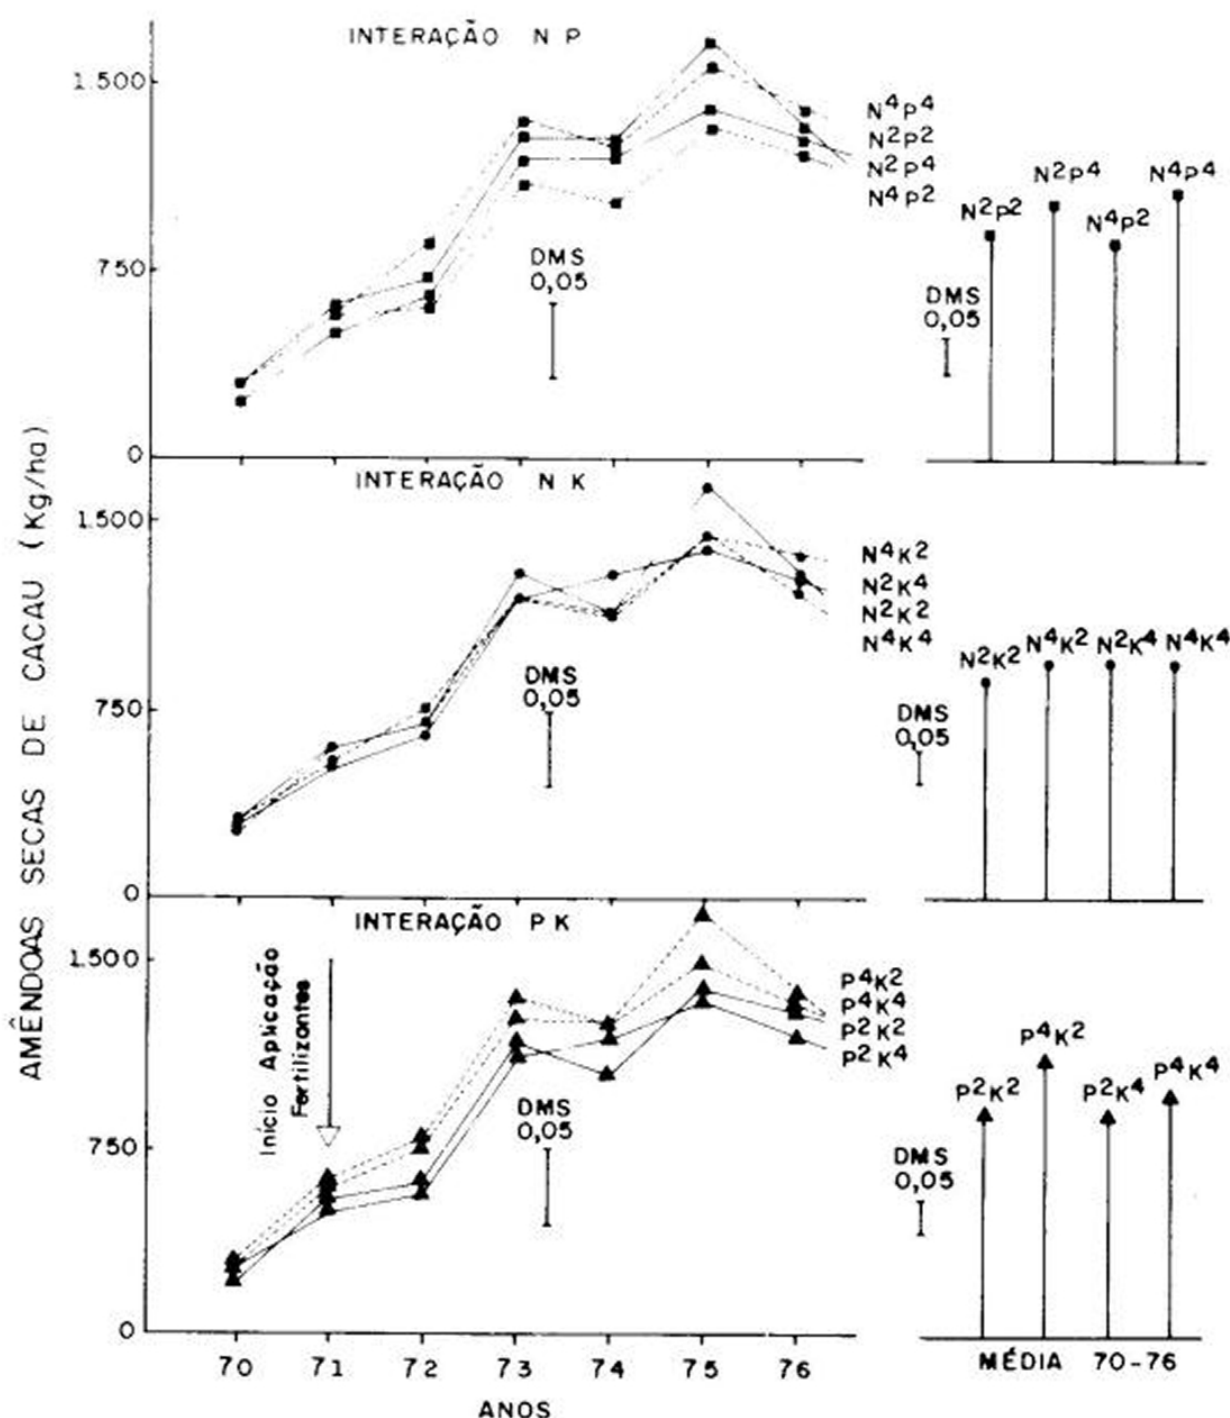 INTERAÇÃO N P
1.500
750
0
N4P4
N2P2
N2P4
N4P2
DMS
0,05
N2P2
N2P4
N4P2
N4P4
DMS
0,05
AMÊNDOAS SECAS DE CACAU (Kg/ha)
INTERAÇÃO N K
1.500
750
0
N4K2
N2K4
N2K2
N4K4
DMS
0,05
N2K2
N4K2
N2K4
N4K4
DMS
0,05
INTERAÇÃO P K
1.500
750
0
Início Aplicação
Fertilizantes
P4K2
P4K4
P2K2
P2K4
DMS
0,05
P2K2
P4K2
P2K4
P4K4
DMS
0,05
70 71 72 73 74 75 76
ANOS
MÉDIA 70-76